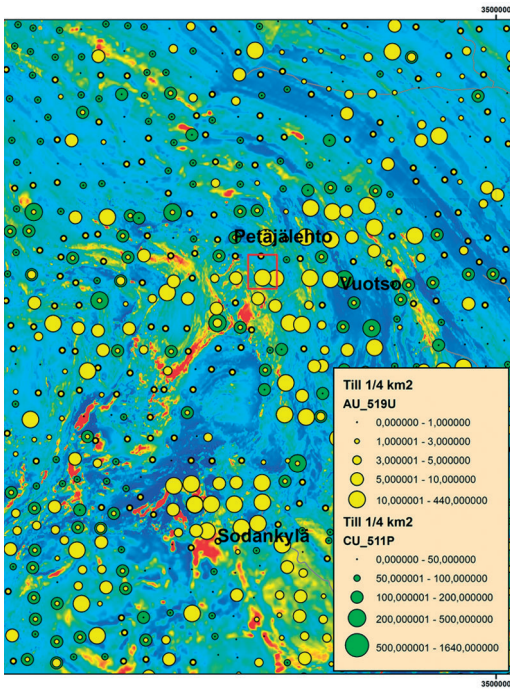 3500000
Petäjälehto
Vuotso
Sodankylä
Till 1/4 km2
AU_519U
0,000000 - 1,000000
1,000001 - 3,000000
3,000001 - 5,000000
5,000001 - 10,000000
10,000001 - 440,000000
Till 1/4 km2
CU_511P
0,000000 - 50,000000
50,000001 - 100,000000
100,000001 - 200,000000
200,000001 - 500,000000
500,000001 - 1640,000000
3500000